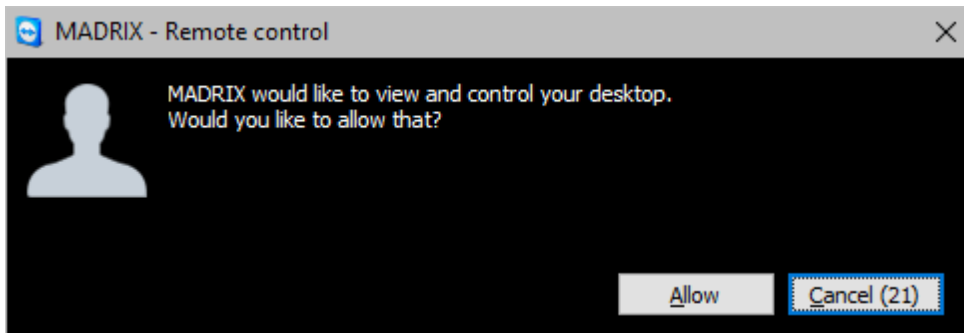 MADRIX - Remote control
MADRIX would like to view and control your desktop.
Would you like to allow that?
Allow
Cancel (21)